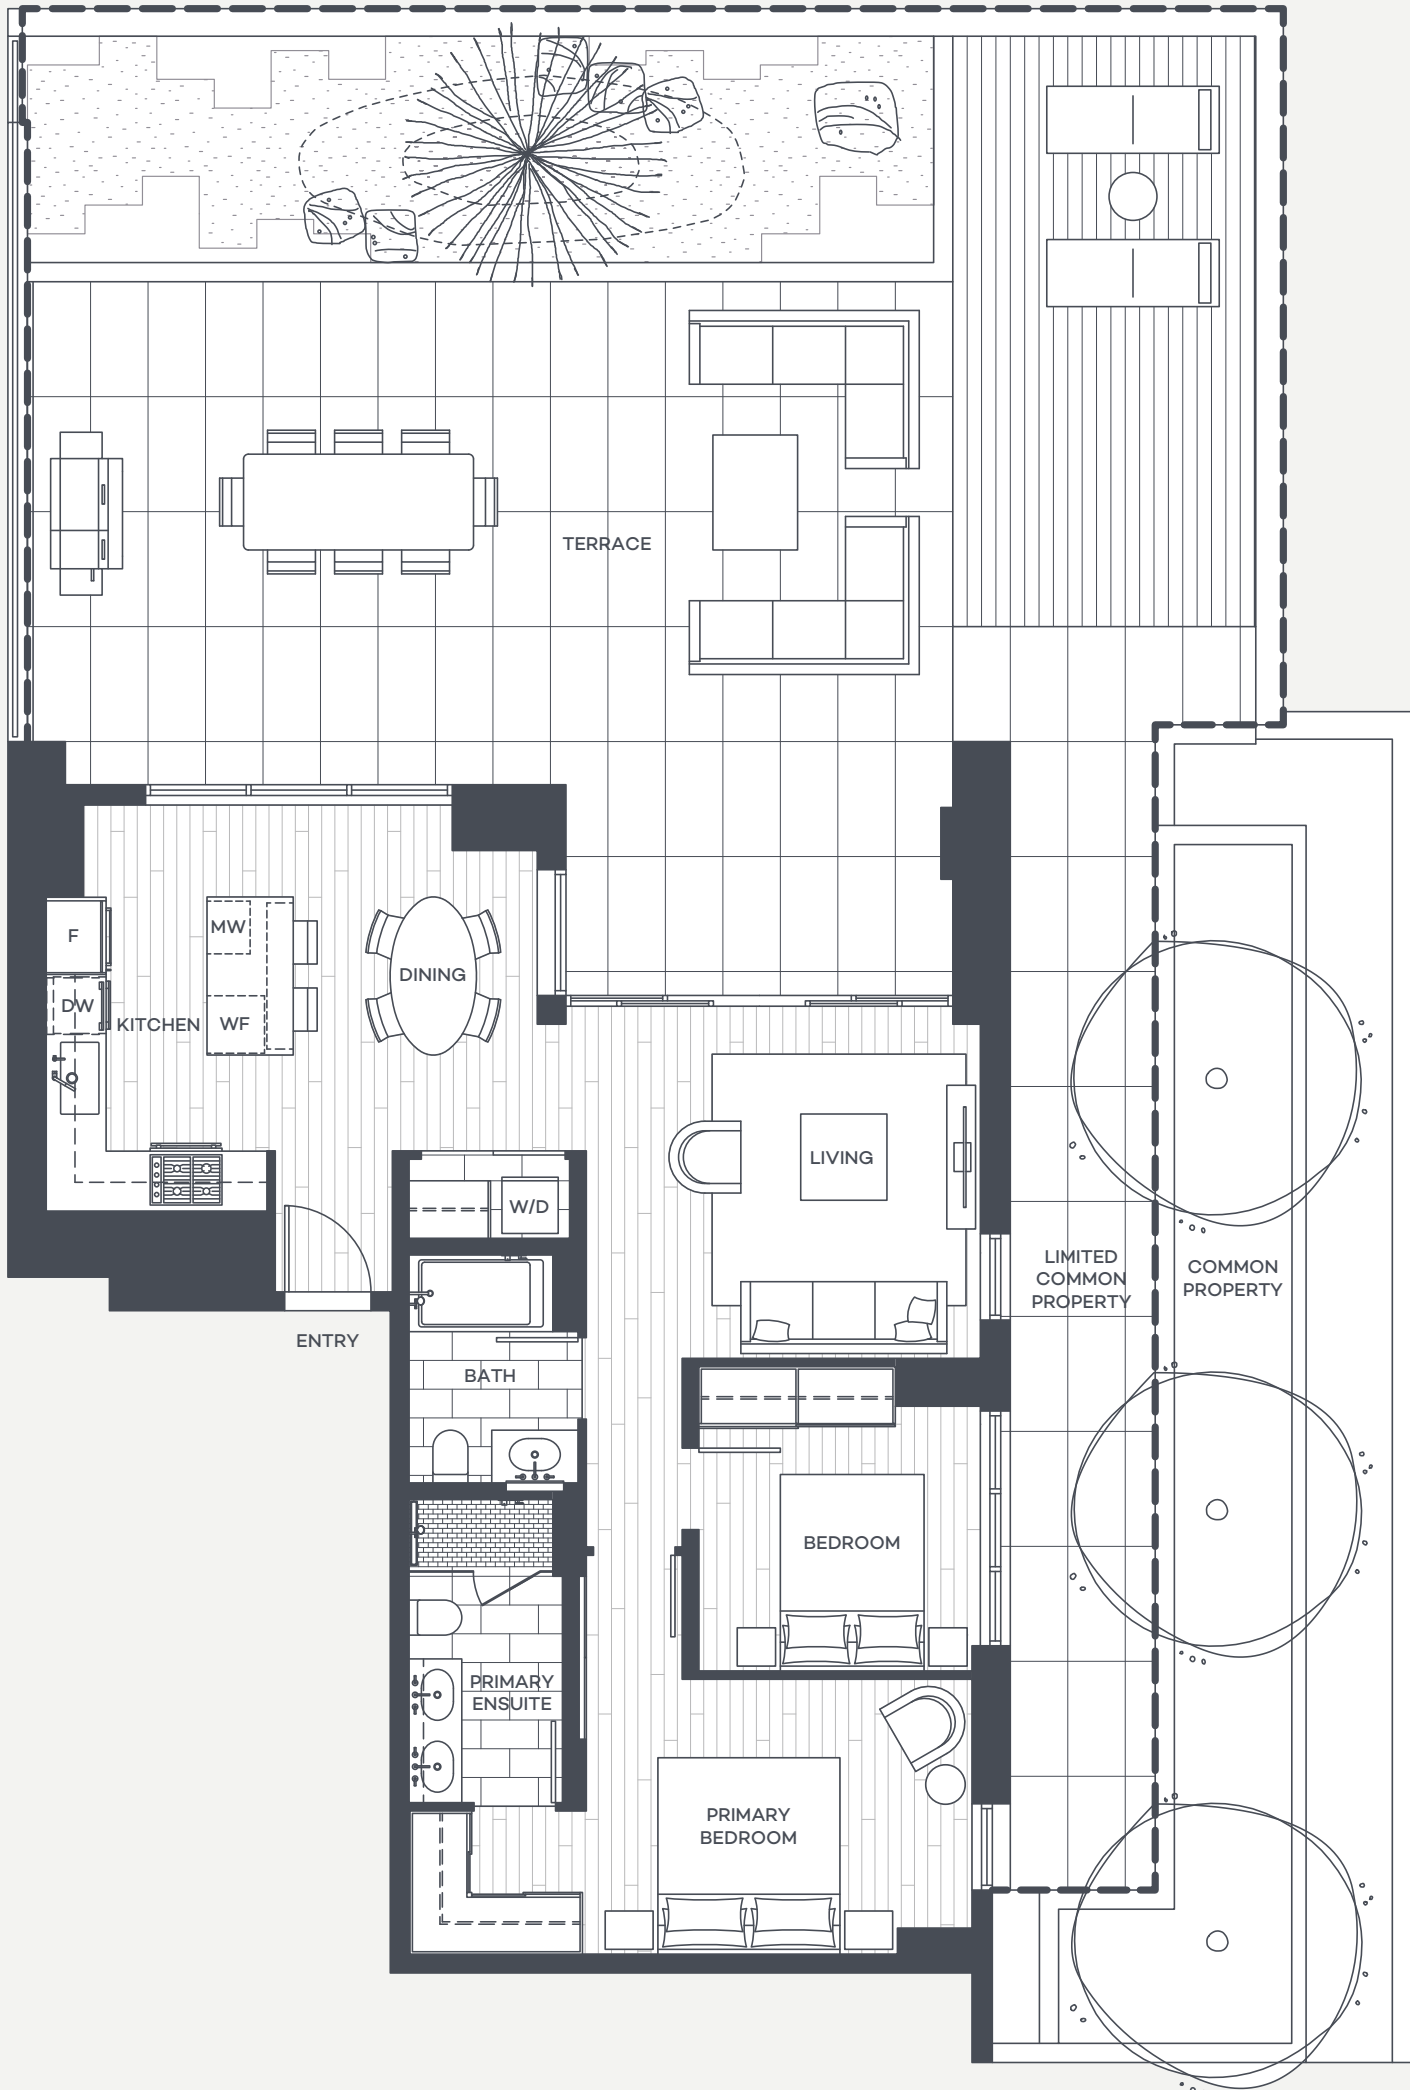 TERRACE
F
MW
DINING
DW
KITCHEN
WF
LIVING
W/D
LIMITED
COMMON
PROPERTY
COMMON
PROPERTY
ENTRY
BATH
BEDROOM
PRIMARY
ENSUITE
PRIMARY
BEDROOM